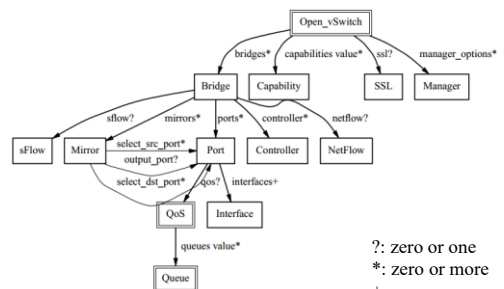 Open_vSwitch
bridges* capabilities value* ssl? manager_options*
Bridge Capability SSL Manager
sflow? mirrors* ports* controller* netflow?
sFlow Mirror select_src_port* Port Controller NetFlow
output_port?
select_dst_port* qos? interfaces+
QoS Interface
queues value*
Queue
?: zero or one
*: zero or more